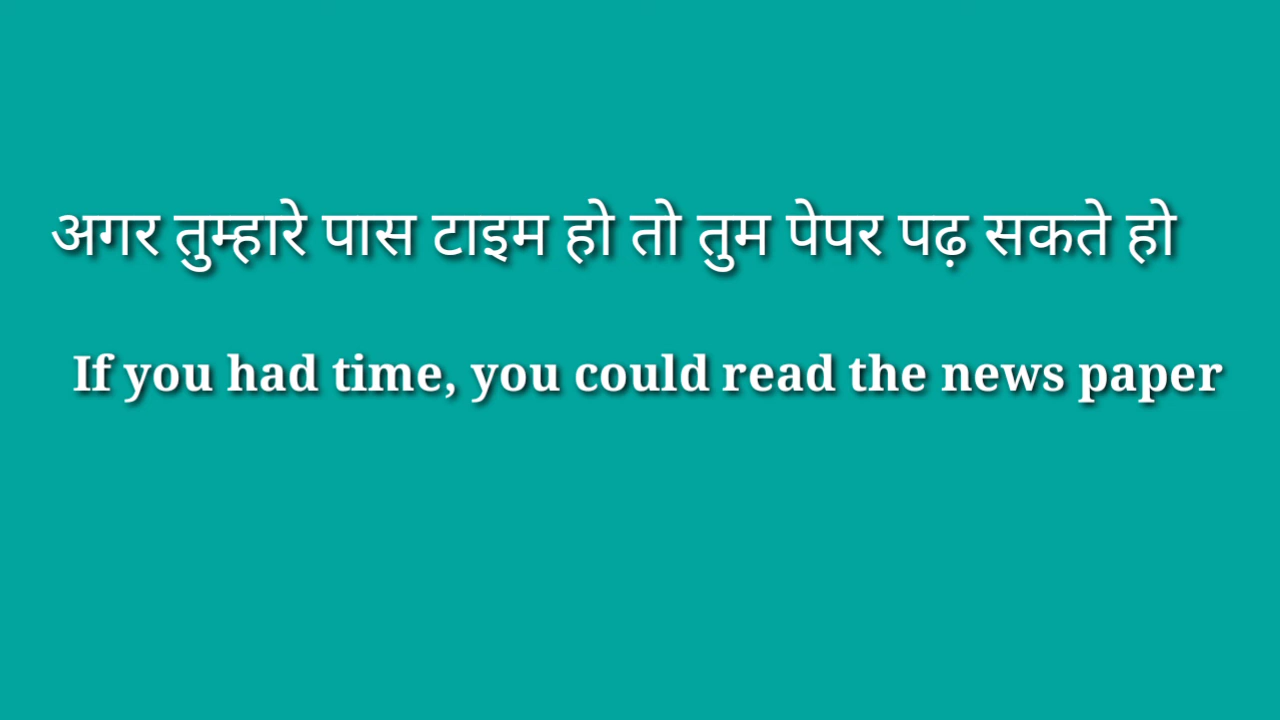 अगर तुम्हारे पास टाइम हो तो तुम पेपर पढ़ सकते हो
If you had time, you could read the news paper